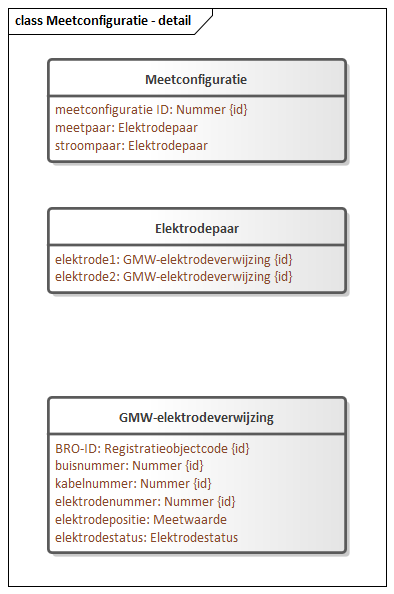 class Meetconfiguratie - detail
Meetconfiguratie
meetconfiguratie ID: Nummer {id}
meetpaar: Elektrodepaar
stroompaar: Elektrodepaar
Elektrodepaar
elektrode1: GMW-elektrodeverwijzing {id}
elektrode2: GMW-elektrodeverwijzing {id}
GMW-elektrodeverwijzing
BRO-ID: Registratieobjectcode {id}
buisnummer: Nummer {id}
kabelnummer: Nummer {id}
elektrodenummer: Nummer {id}
elektrodepositie: Meetwaarde
elektrodestatus: Elektrodestatus